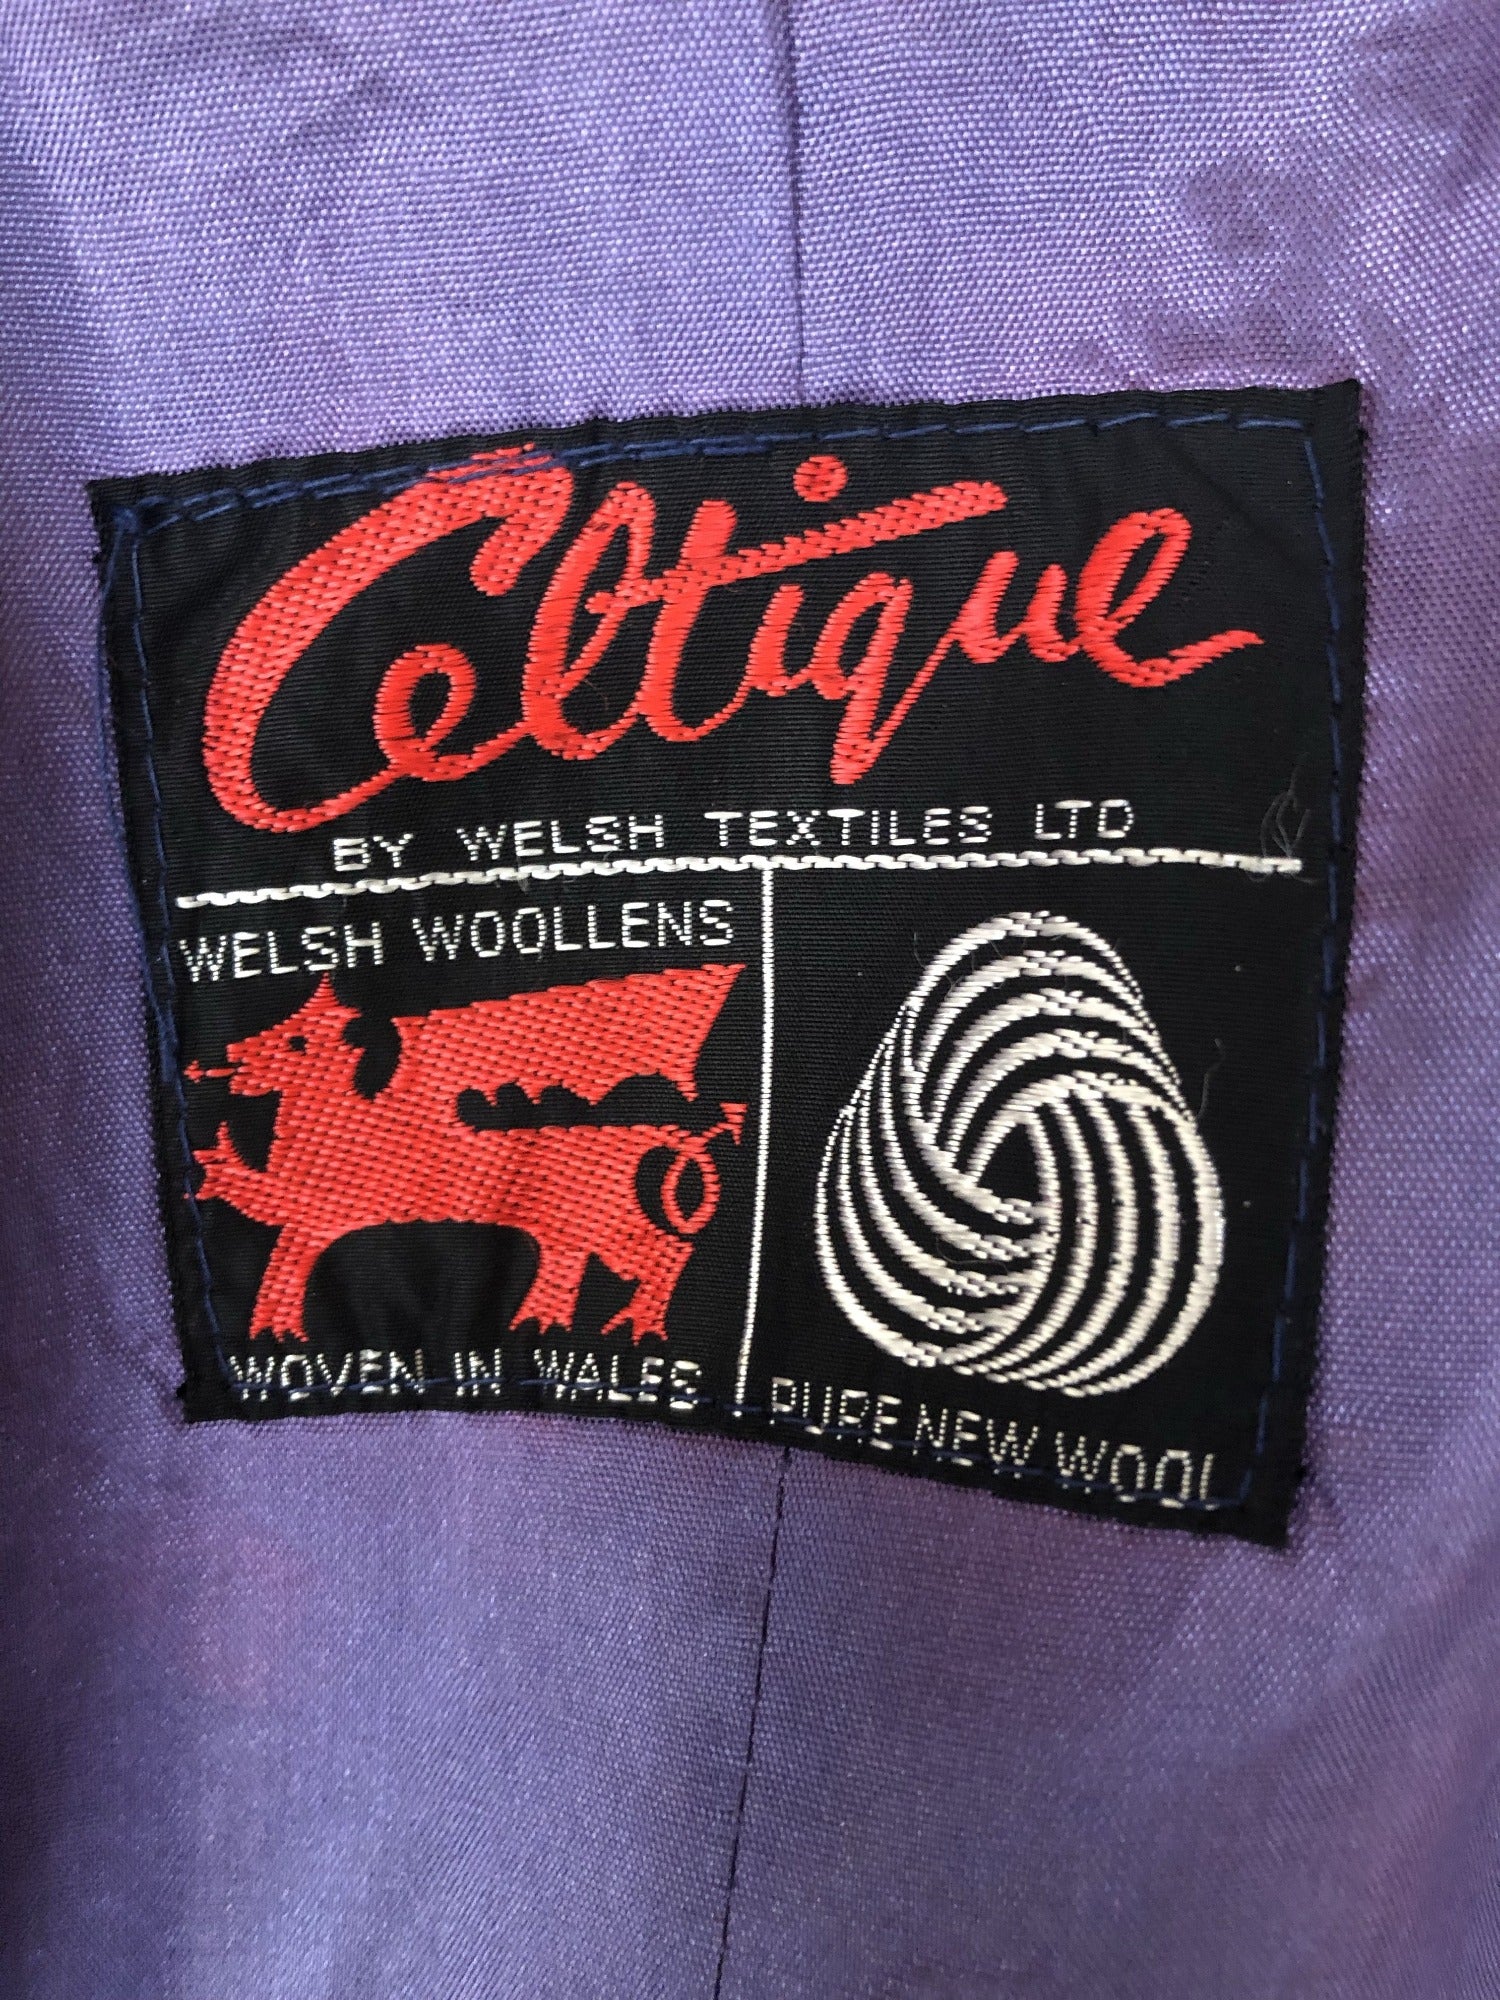 Celtique
BY WELSH TEXTILES LTD
WELSH WOOLLENS
WOVEN IN WALES
PURE NEW WOOL